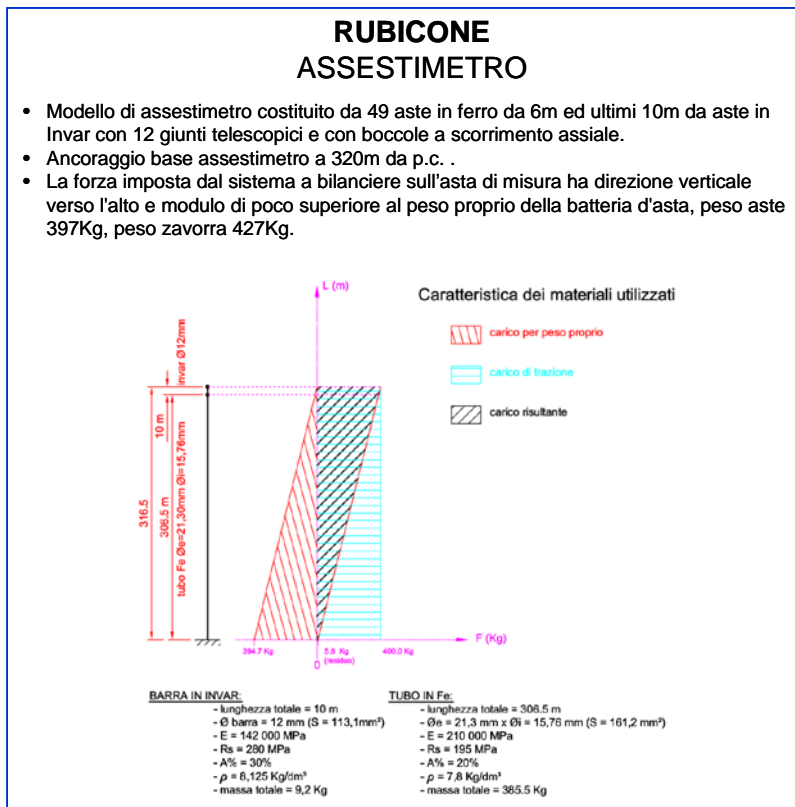 RUBICONE
ASSESTIMETRO
• Modello di assestimetro costituito da 49 aste in ferro da 6m ed ultimi 10m da aste in
Invar con 12 giunti telescopici e con boccole a scorrimento assiale.
• Ancoraggio base assestimetro a 320m da p.c. .
• La forza imposta dal sistema a bilanciere sull'asta di misura ha direzione verticale
verso l'alto e modulo di poco superiore al peso proprio della batteria d'asta, peso aste
397Kg, peso zavorra 427Kg.
L (m)
Caratteristica dei materiali utilizzati
carico per peso proprio
carico di trazione
carico risultante
invar Ø12mm
10 m
316.5
306.5 m
tubo Fe Øe=21,30mm Øi=15,76mm
F (Kg)
394.7 Kg
5.8 Kg
(residuo)
400.0 Kg
0
BARRA IN INVAR:
- lunghezza totale = 10 m
- Ø barra = 12 mm (S = 113,1mm²)
- E = 142 000 MPa
- Rs = 280 MPa
- A% = 30%
- ρ = 8,125 Kg/dm³
- massa totale = 9,2 Kg
TUBO IN Fe:
- lunghezza totale = 306.5 m
- Øe = 21,3 mm x Øi = 15,76 mm (S = 161,2 mm²)
- E = 210 000 MPa
- Rs = 195 MPa
- A% = 20%
- ρ = 7,8 Kg/dm³
- massa totale = 385.5 Kg